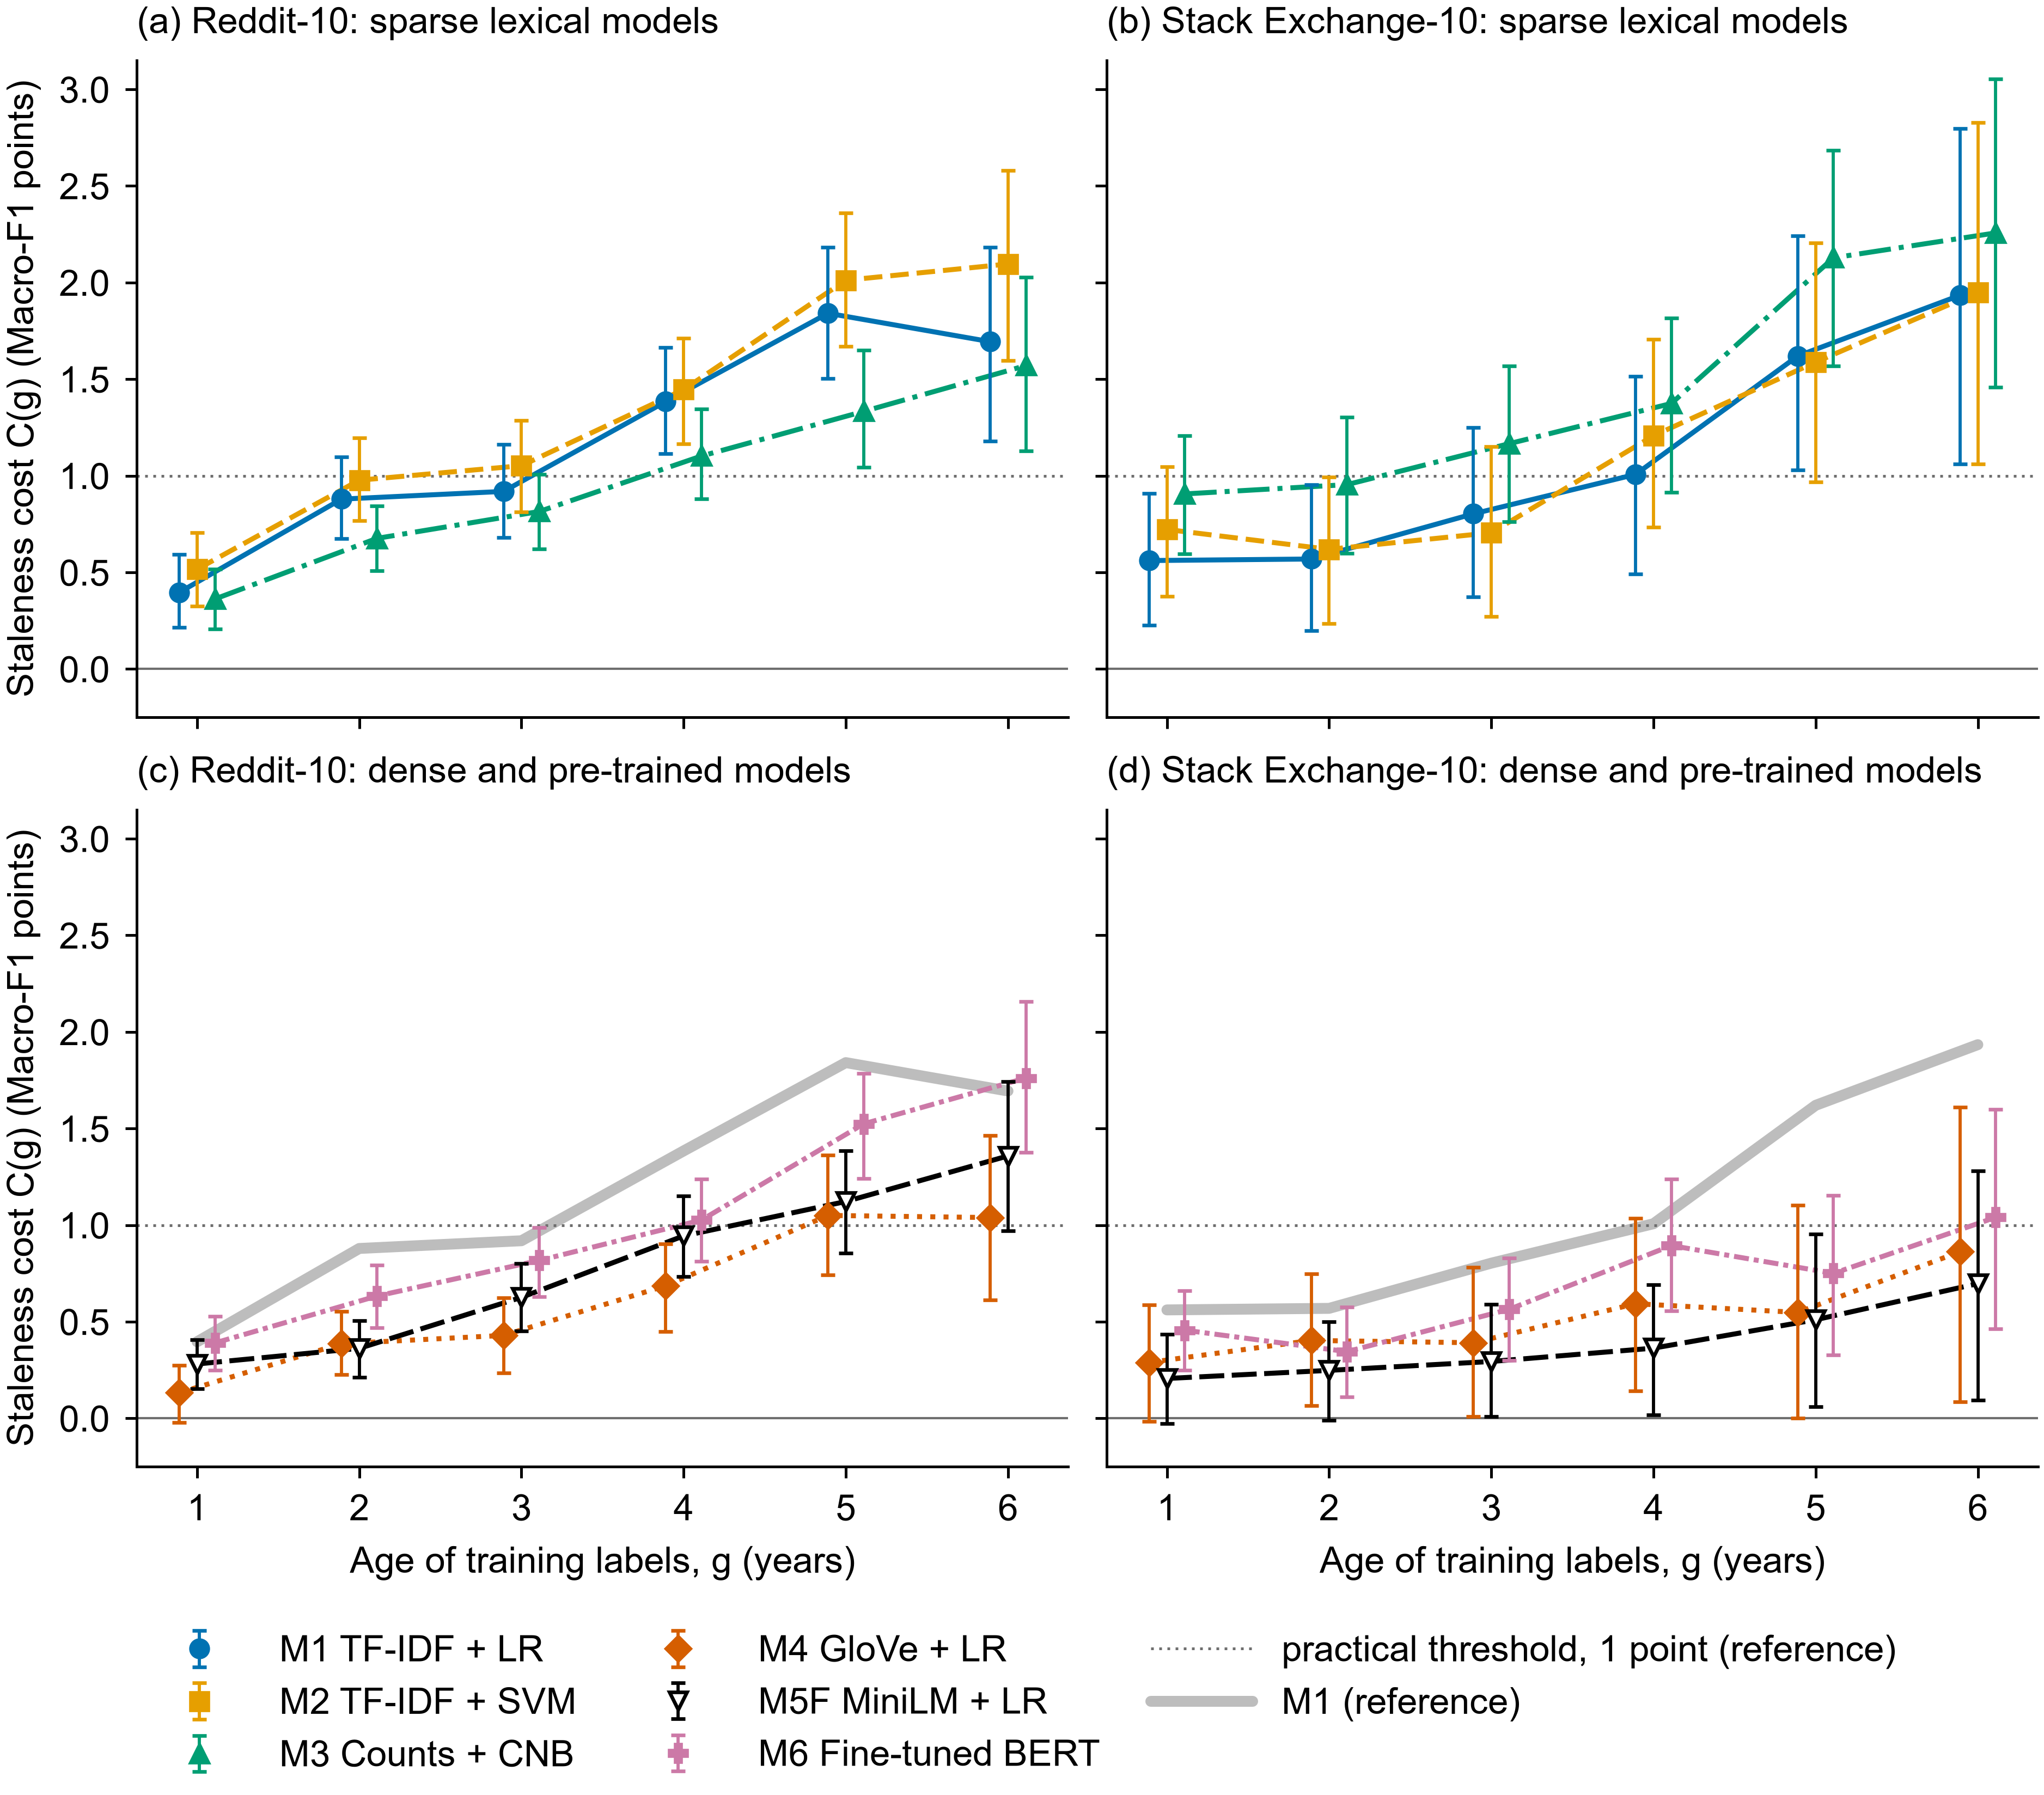 (a) Reddit-10: sparse lexical models
(b) Stack Exchange-10: sparse lexical models
Staleness cost C(g) (Macro-F1 points)
3.0
2.5
2.0
1.5
1.0
0.5
0.0
(c) Reddit-10: dense and pre-trained models
(d) Stack Exchange-10: dense and pre-trained models
Staleness cost C(g) (Macro-F1 points)
3.0
2.5
2.0
1.5
1.0
0.5
0.0
1 2 3 4 5 6
1 2 3 4 5 6
Age of training labels, g (years)
Age of training labels, g (years)
M1 TF-IDF + LR
M2 TF-IDF + SVM
M3 Counts + CNB
M4 GloVe + LR
M5F MiniLM + LR
M6 Fine-tuned BERT
practical threshold, 1 point (reference)
M1 (reference)